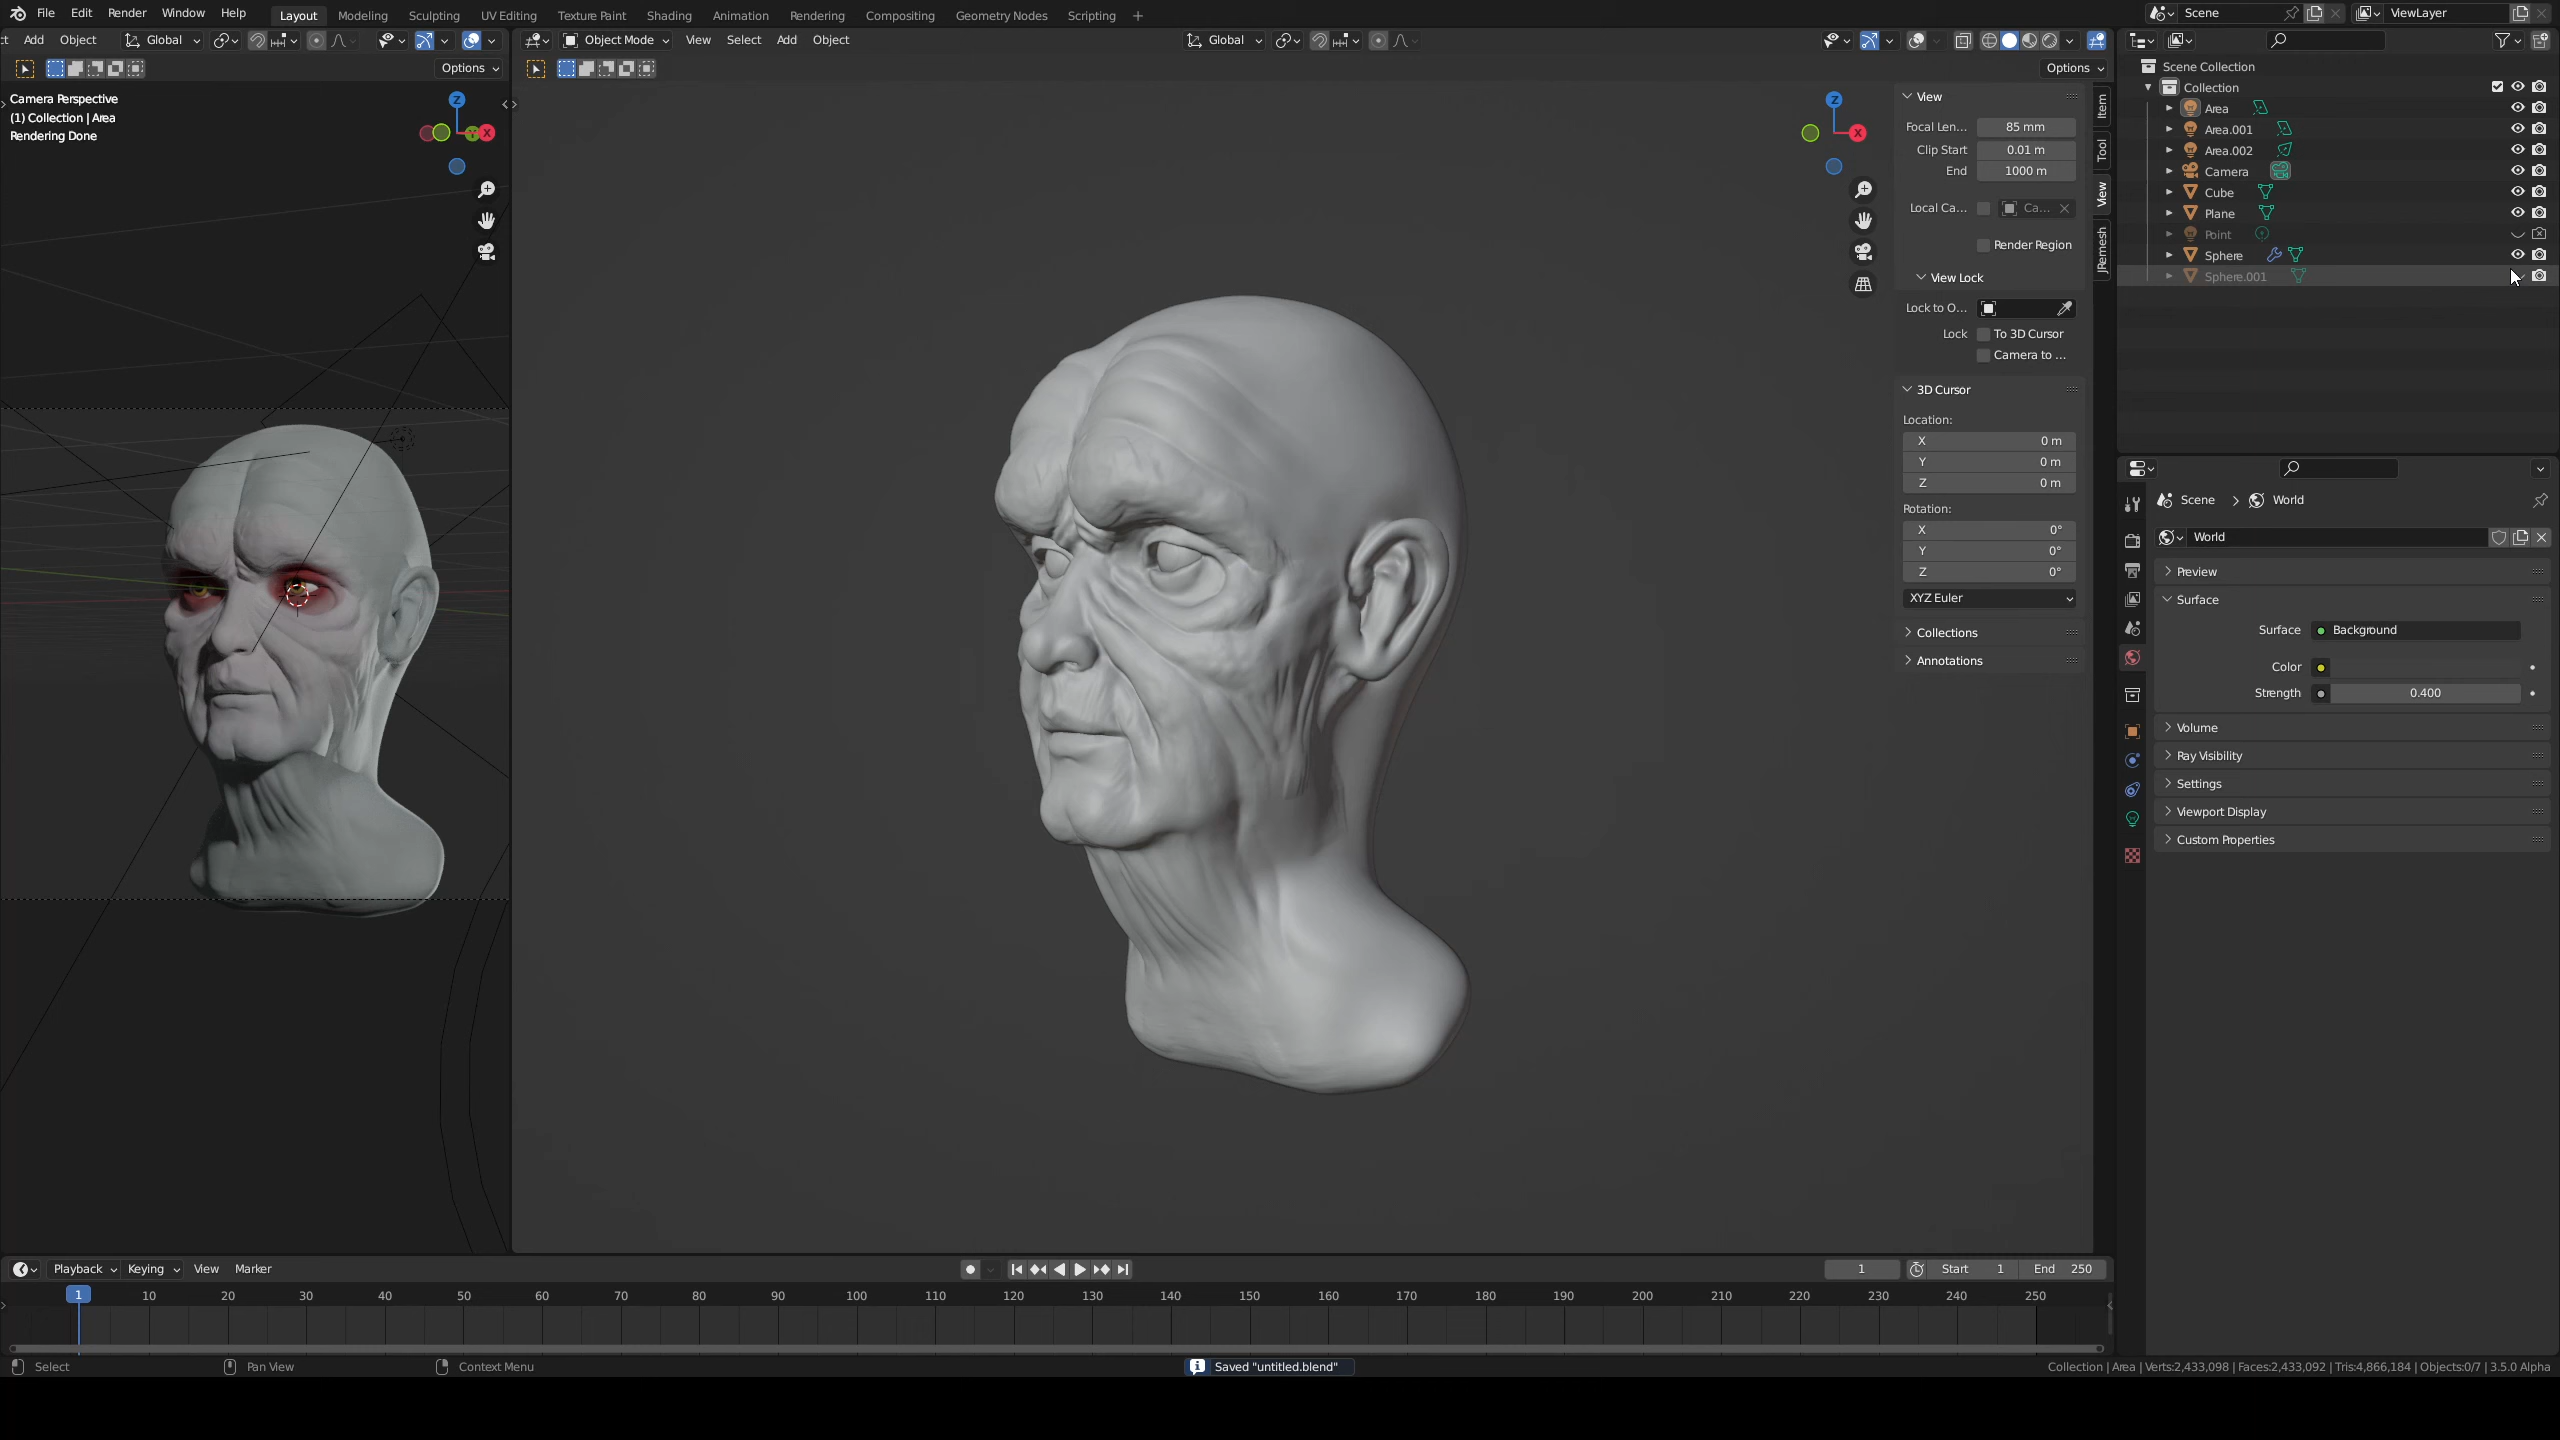 File Edit Render Window Help Layout Modeling Sculpting UV Editing Texture Paint Shading Animation Rendering Compositing Geometry Nodes Scripting +
Scene ViewLayer
Add Object Global
Object Mode View Select Add Object Global
Options
Options
Camera Perspective
(1) Collection | Area
Rendering Done
Z
X
Z
X
View
Focal Len... 85 mm
Clip Start 0.01 m
End 1000 m
Local Ca... Ca...
Render Region
View Lock
Lock to O...
Lock To 3D Cursor
Camera to ...
3D Cursor
Location:
X 0 m
Y 0 m
Z 0 m
Rotation:
X 0°
Y 0°
Z 0°
XYZ Euler
Collections
Annotations
Item
Tool
View
JRemesh
Scene Collection
Collection
Area
Area.001
Area.002
Camera
Cube
Plane
Point
Sphere
Sphere.001
Scene > World
World
Preview
Surface
Surface Background
Color
Strength 0.400
Volume
Ray Visibility
Settings
Viewport Display
Custom Properties
Playback Keying View Marker
1 Start 1 End 250
1 10 20 30 40 50 60 70 80 90 100 110 120 130 140 150 160 170 180 190 200 210 220 230 240 250
Select Pan View Context Menu
Saved "untitled.blend"
Collection | Area | Verts:2,433,098 | Faces:2,433,092 | Tris:4,866,184 | Objects:0/7 | 3.5.0 Alpha